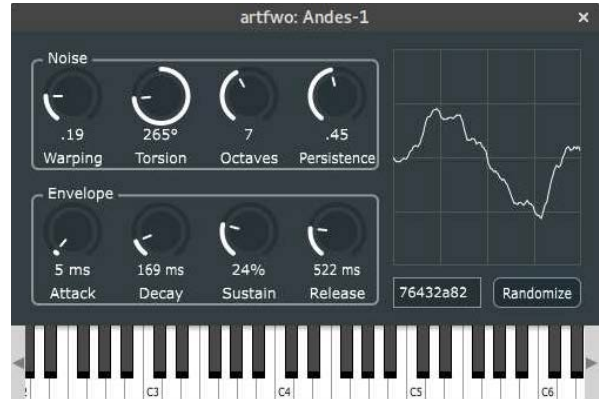 artfwo: Andes-1
Noise
.19
265°
7
.45
Warping
Torsion
Octaves
Persistence
Envelope
5 ms
169 ms
24%
522 ms
Attack
Decay
Sustain
Release
76432a82
Randomize
C3
C4
C5
C6